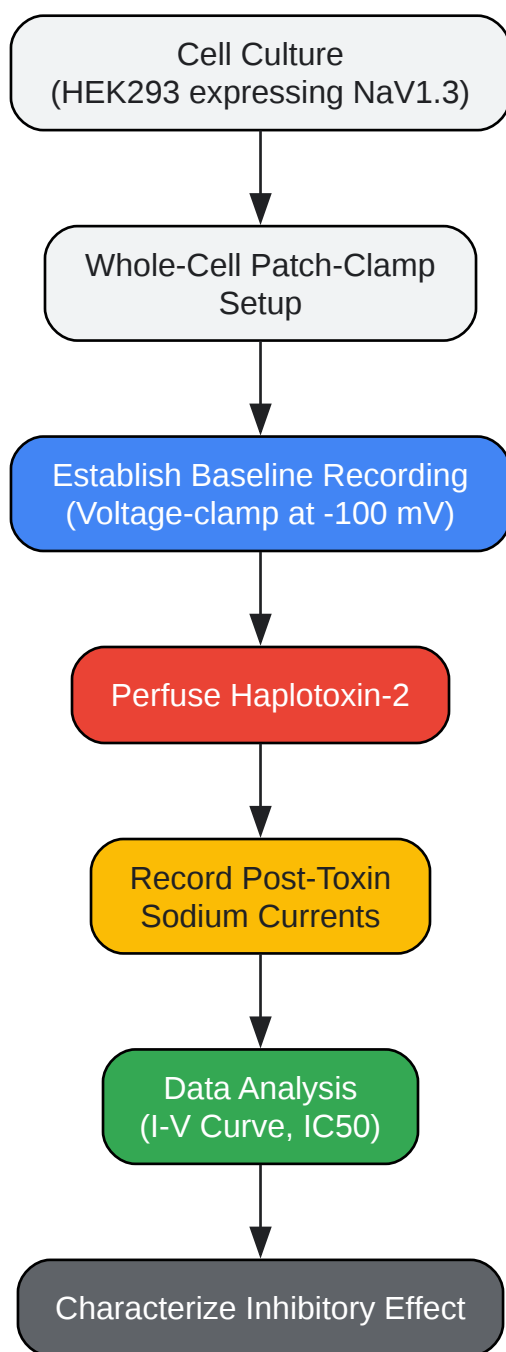 Cell Culture
(HEK293 expressing NaV1.3)
Whole-Cell Patch-Clamp
Setup
Establish Baseline Recording
(Voltage-clamp at -100 mV)
Perfuse Haplotoxin-2
Record Post-Toxin
Sodium Currents
Data Analysis
(I-V Curve, IC50)
Characterize Inhibitory Effect